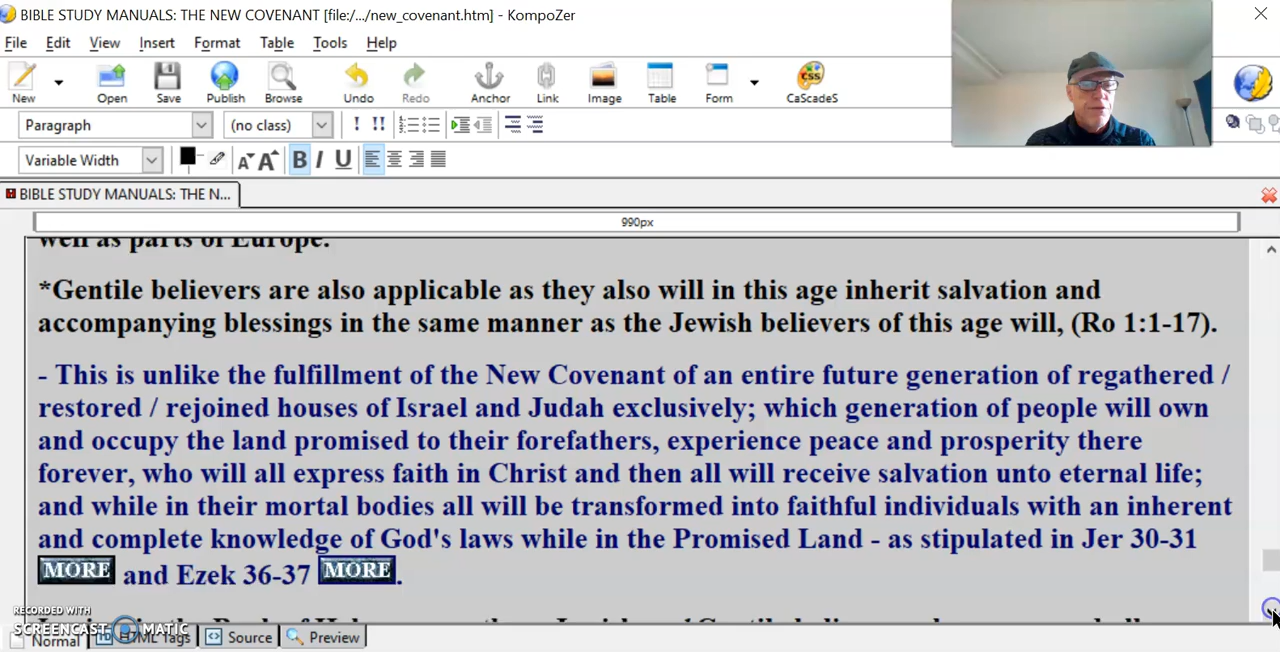 BIBLE STUDY MANUALS: THE NEW COVENANT [file:/.../new_covenant.htm] - KompoZer
File Edit View Insert Format Table Tools Help
New Open Save Publish Browse Undo Redo Anchor Link Image Table Form CaScadeS
Paragraph (no class) ! !!
Variable Width A A B I U
BIBLE STUDY MANUALS: THE N...
990px
well as parts of Europe.
*Gentile believers are also applicable as they also will in this age inherit salvation and
accompanying blessings in the same manner as the Jewish believers of this age will, (Ro 1:1-17).
- This is unlike the fulfillment of the New Covenant of an entire future generation of regathered /
restored / rejoined houses of Israel and Judah exclusively; which generation of people will own
and occupy the land promised to their forefathers, experience peace and prosperity there
forever, who will all express faith in Christ and then all will receive salvation unto eternal life;
and while in their mortal bodies all will be transformed into faithful individuals with an inherent
and complete knowledge of God's laws while in the Promised Land - as stipulated in Jer 30-31
MORE and Ezek 36-37 MORE.
RECORDED WITH
SCREENCAST MATIC
Normal HTML Tags Source Preview